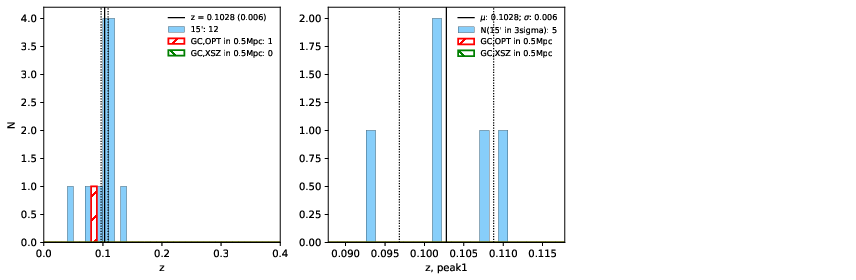 z = 0.1028 (0.006)
15': 12
GC,OPT in 0.5Mpc: 1
GC,XSZ in 0.5Mpc: 0
N
4.0
3.5
3.0
2.5
2.0
1.5
1.0
0.5
0.0
0.0 0.1 0.2 0.3 0.4
z
μ: 0.1028; σ: 0.006
N(15' in 3sigma): 5
GC,OPT in 0.5Mpc
GC,XSZ in 0.5Mpc
2.00
1.75
1.50
1.25
1.00
0.75
0.50
0.25
0.00
0.090 0.095 0.100 0.105 0.110 0.115
z, peak1